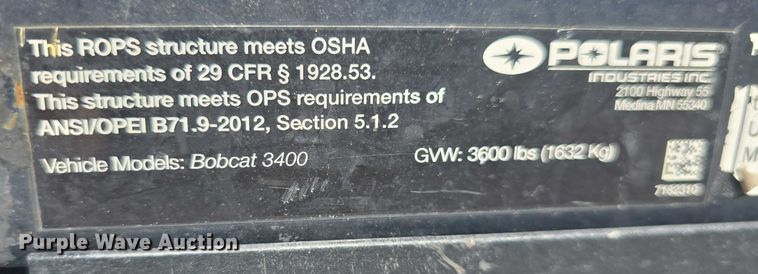 This ROPS structure meets OSHA
requirements of 29 CFR § 1928.53.
This structure meets OPS requirements of
ANSI/OPEI B71.9-2012, Section 5.1.2
Vehicle Models: Bobcat 3400
GVW: 3,600 lbs (1632 Kg)
POLARIS
INDUSTRIES INC.
2100 Highway 55
Medina MN 55340
7182310
Purple Wave Auction